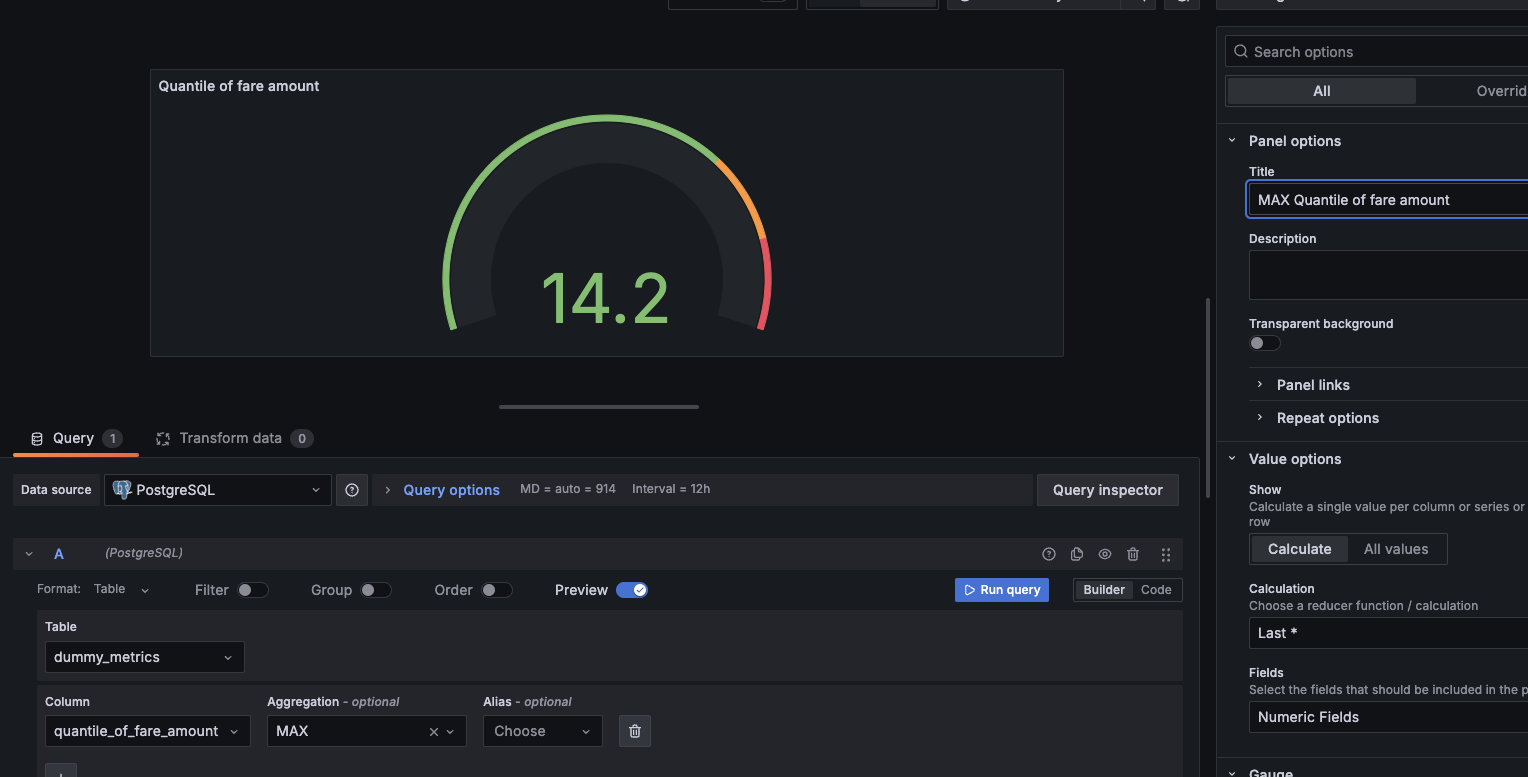 Quantile of fare amount
14.2
Query 1
Transform data 0
Data source
PostgreSQL
Query options
MD = auto = 914
Interval = 12h
Query inspector
A
(PostgreSQL)
Format: Table
Filter
Group
Order
Preview
Run query
Builder
Code
Table
dummy_metrics
Column
Aggregation - optional
Alias - optional
quantile_of_fare_amount
MAX
Choose
Search options
All
Overrid
Panel options
Title
MAX Quantile of fare amount
Description
Transparent background
Panel links
Repeat options
Value options
Show
Calculate a single value per column or series or
row
Calculate
All values
Calculation
Choose a reducer function / calculation
Last *
Fields
Select the fields that should be included in the p
Numeric Fields
Gauge